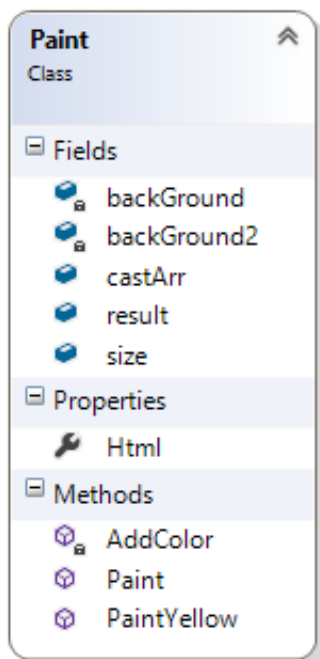 Paint
Class
Fields
backGround
backGround2
castArr
result
size
Properties
Html
Methods
AddColor
Paint
PaintYellow